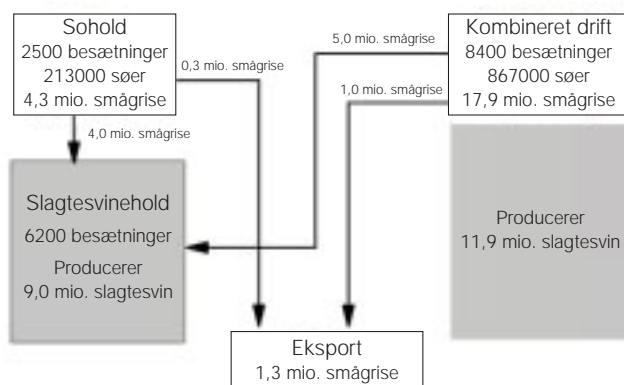 Sohold
2500 besætninger
213000 søer
4,3 mio. smågrise
0,3 mio. smågrise
5,0 mio. smågrise
1,0 mio. smågrise
Kombineret drift
8400 besætninger
867000 søer
17,9 mio. smågrise
4,0 mio. smågrise
Slagtesvinehold
6200 besætninger
Producerer
9,0 mio. slagtesvin
Producerer
11,9 mio. slagtesvin
Eksport
1,3 mio. smågrise